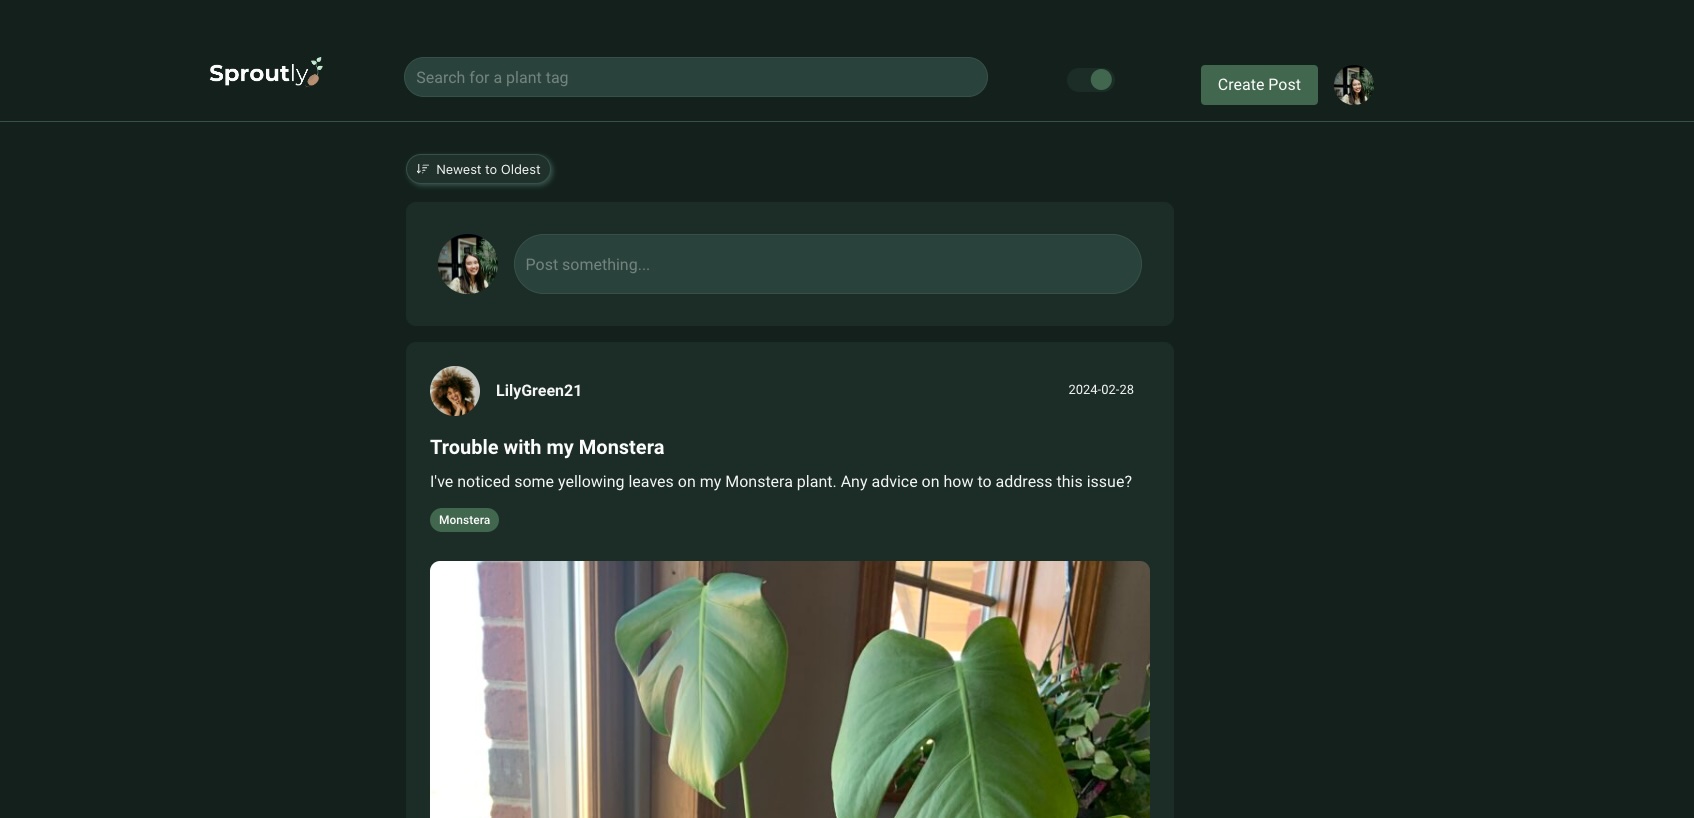 Sproutly
Search for a plant tag
Create Post
Newest to Oldest
Post something...
LilyGreen21
2024-02-28
Trouble with my Monstera
I've noticed some yellowing leaves on my Monstera plant. Any advice on how to address this issue?
Monstera